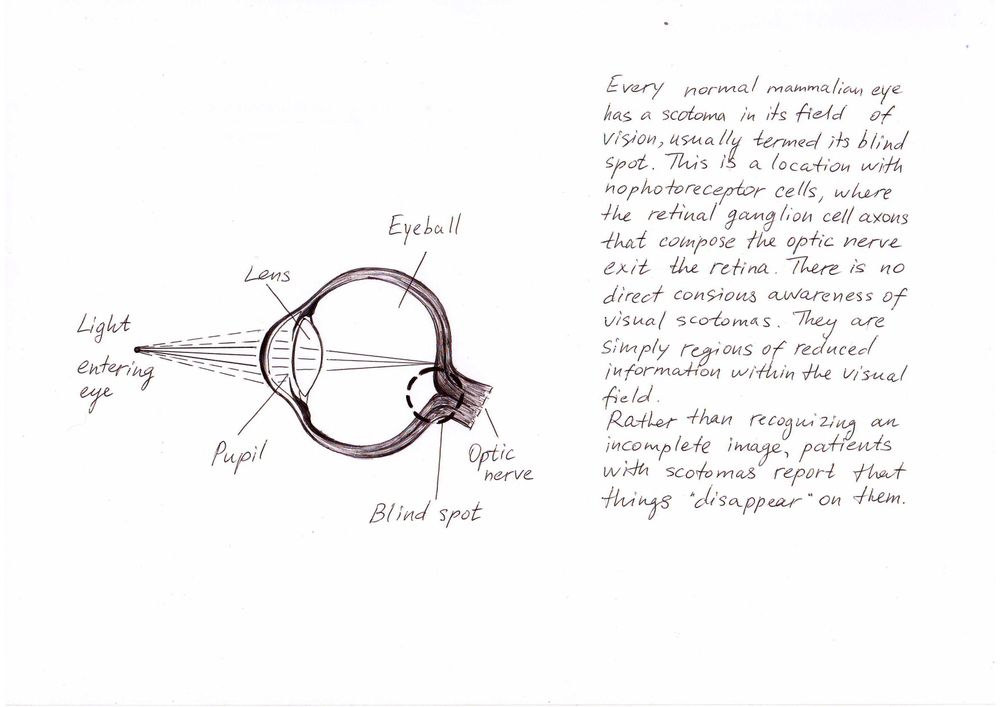 Every normal mammalian eye
has a scotoma in its field of
vision, usually termed its blind
spot. This is a location with
nophotoreceptor cells, where
the retinal ganglion cell axons
that compose the optic nerve
exit the retina. There is no
direct consious awareness of
visual scotomas. They are
simply regions of reduced
information within the visual
field.
Rather than recognizing an
incomplete image, patients
with scotomas report that
things "disappear" on them.
Eyeball
Lens
Light
entering
eye
Pupil
Optic
nerve
Blind spot